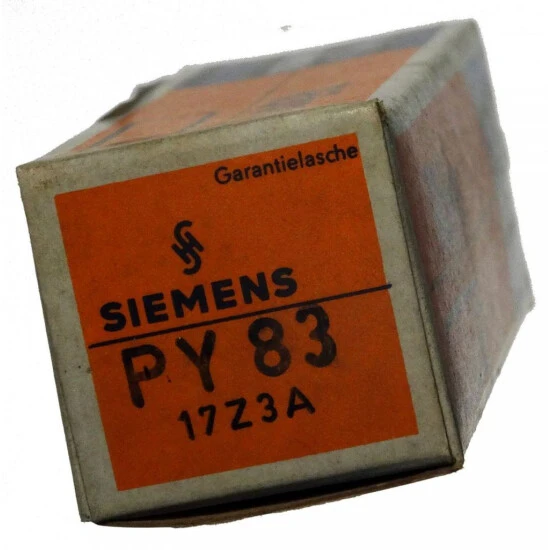 Garantielasche
SIEMENS
PY 83
17Z3A